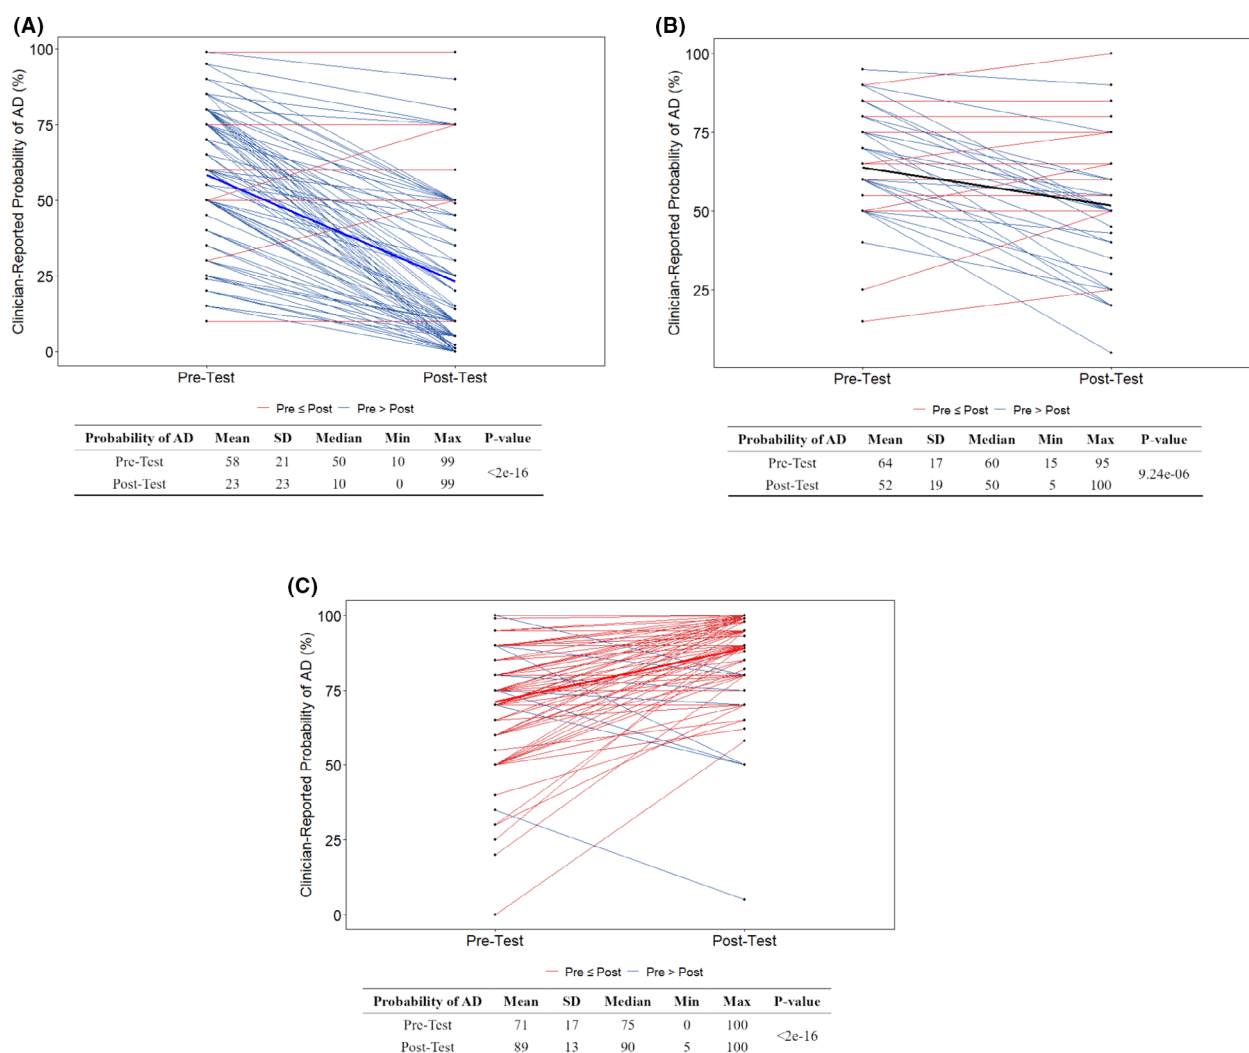 (A)
Clinician-Reported Probability of AD (%)
100
75
50
25
0
Pre-Test Post-Test
Pre ≤ Post Pre > Post
Probability of AD Mean SD Median Min Max P-value
Pre-Test 58 21 50 10 99
<2e-16
Post-Test 23 23 10 0 99
(B)
Clinician-Reported Probability of AD (%)
100
75
50
25
Pre-Test Post-Test
Pre ≤ Post Pre > Post
Probability of AD Mean SD Median Min Max P-value
Pre-Test 64 17 60 15 95
9.24e-06
Post-Test 52 19 50 5 100
(C)
Clinician-Reported Probability of AD (%)
100
75
50
25
0
Pre-Test Post-Test
Pre ≤ Post Pre > Post
Probability of AD Mean SD Median Min Max P-value
Pre-Test 71 17 75 0 100
<2e-16
Post-Test 89 13 90 5 100